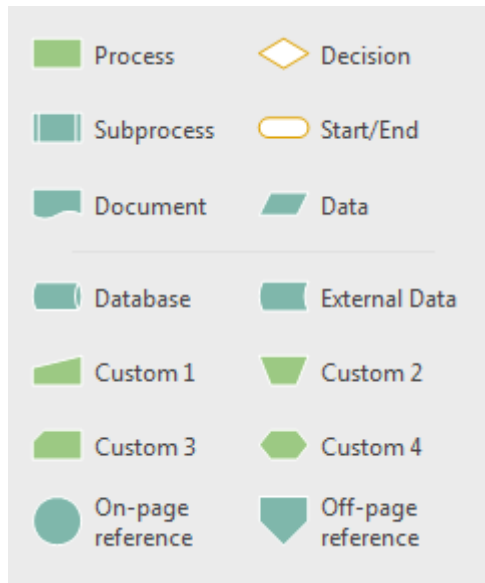 Process
Decision
Subprocess
Start/End
Document
Data
Database
External Data
Custom 1
Custom 2
Custom 3
Custom 4
On-page
reference
Off-page
reference